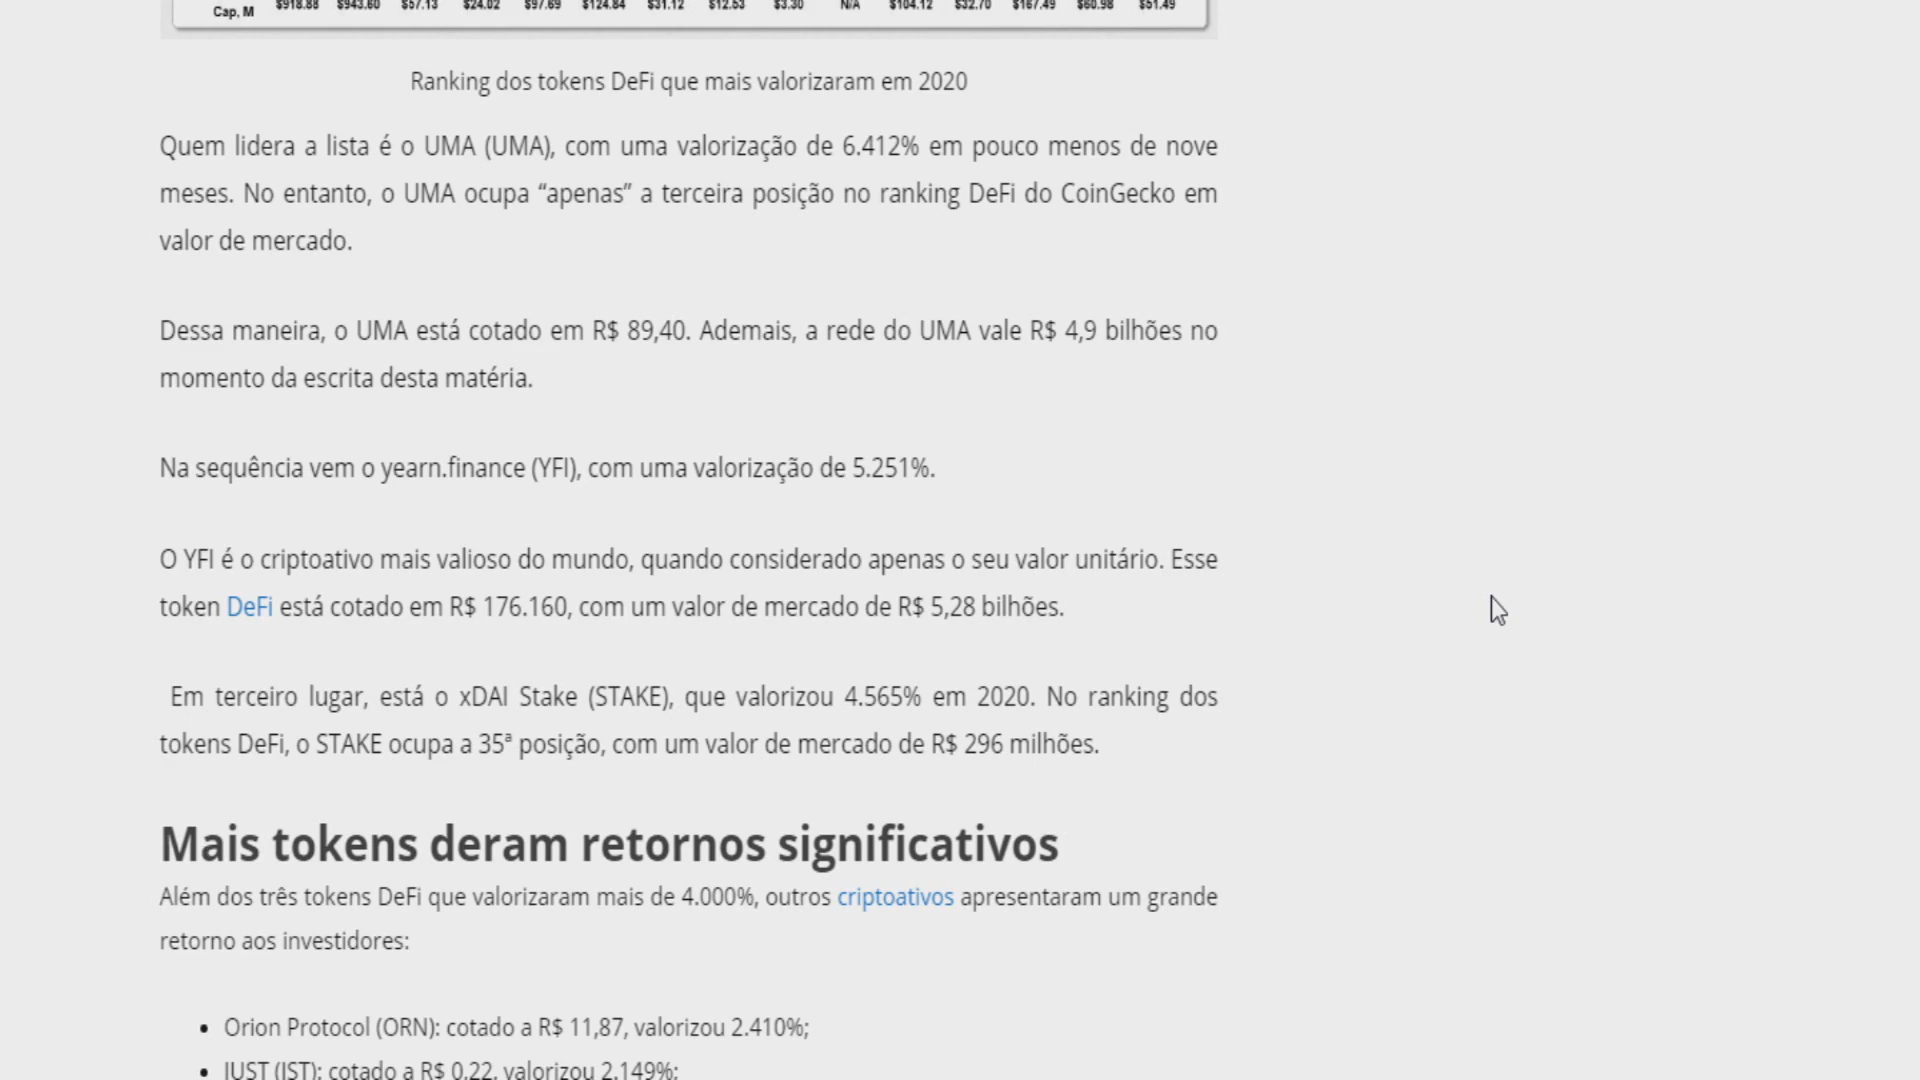 Cap, M $918.88 $943.60 $57.13 $24.02 $97.69 $124.84 $31.12 $12.53 $3.30 N/A $104.12 $32.70 $167.49 $60.98 $51.49
Ranking dos tokens DeFi que mais valorizaram em 2020
Quem lidera a lista é o UMA (UMA), com uma valorização de 6.412% em pouco menos de nove
meses. No entanto, o UMA ocupa “apenas” a terceira posição no ranking DeFi do CoinGecko em
valor de mercado.
Dessa maneira, o UMA está cotado em R$ 89,40. Ademais, a rede do UMA vale R$ 4,9 bilhões no
momento da escrita desta matéria.
Na sequência vem o yearn.finance (YFI), com uma valorização de 5.251%.
O YFI é o criptoativo mais valioso do mundo, quando considerado apenas o seu valor unitário. Esse
token DeFi está cotado em R$ 176.160, com um valor de mercado de R$ 5,28 bilhões.
Em terceiro lugar, está o xDAI Stake (STAKE), que valorizou 4.565% em 2020. No ranking dos
tokens DeFi, o STAKE ocupa a 35ª posição, com um valor de mercado de R$ 296 milhões.
Mais tokens deram retornos significativos
Além dos três tokens DeFi que valorizaram mais de 4.000%, outros criptoativos apresentaram um grande
retorno aos investidores:
• Orion Protocol (ORN): cotado a R$ 11,87, valorizou 2.410%;
• JUST (JST): cotado a R$ 0,22, valorizou 2.149%;